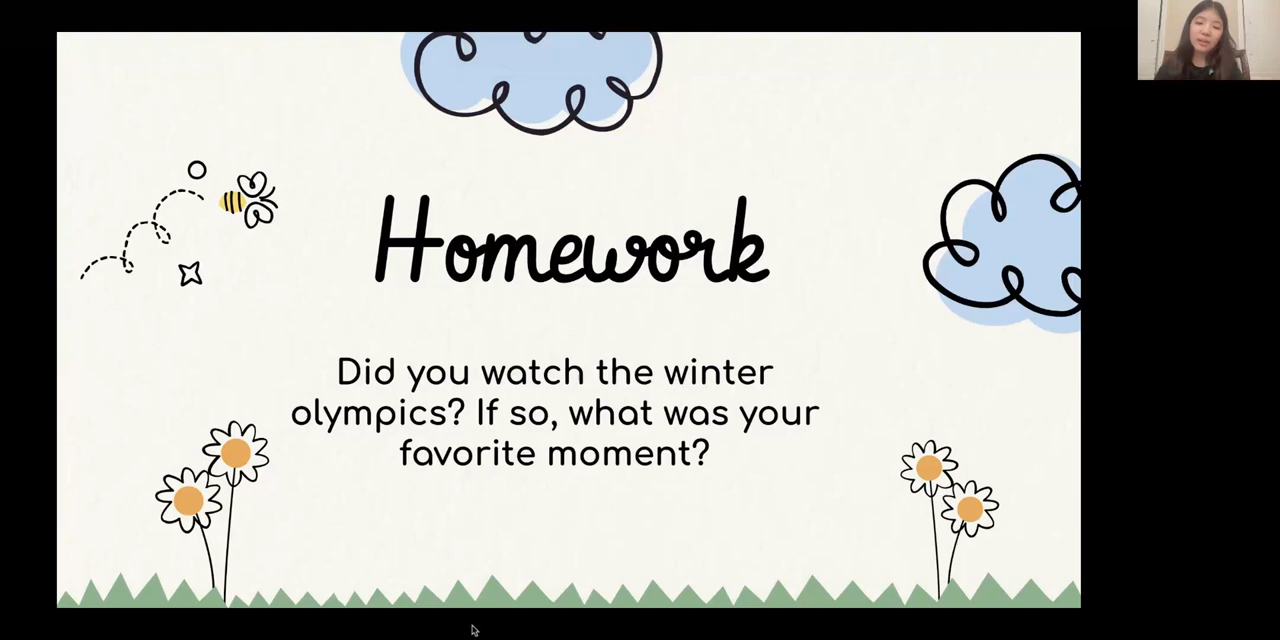 Homework
Did you watch the winter
olympics? If so, what was your
favorite moment?